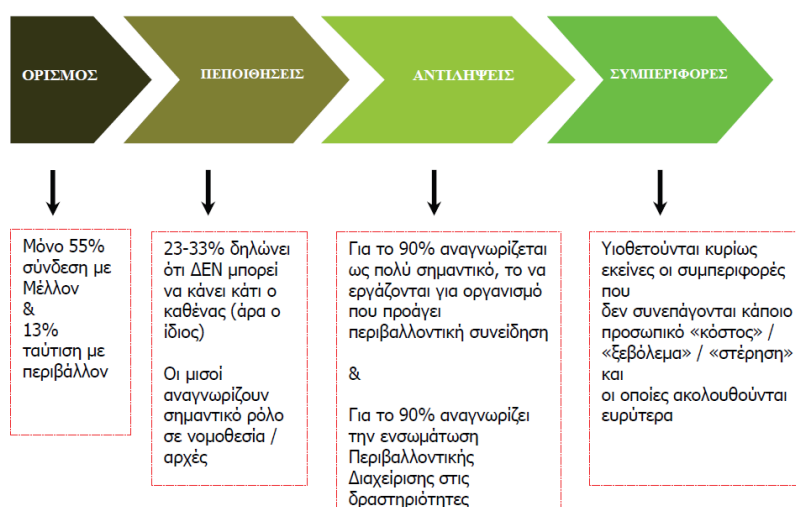 ΟΡΙΣΜΟΣ
ΠΕΠΟΙΘΗΣΕΙΣ
ΑΝΤΙΛΗΨΕΙΣ
ΣΥΜΠΕΡΙΦΟΡΕΣ
Μόνο 55%
σύνδεση με
Μέλλον
&
13%
ταύτιση με
περιβάλλον
23-33% δηλώνει
ότι ΔΕΝ μπορεί
να κάνει κάτι ο
καθένας (άρα ο
ίδιος)
Οι μισοί
αναγνωρίζουν
σημαντικό ρόλο
σε νομοθεσία /
αρχές
Για το 90% αναγνωρίζεται
ως πολύ σημαντικό, το να
εργάζονται για οργανισμό
που προάγει
περιβαλλοντική συνείδηση
&
Για το 90% αναγνωρίζει
την ενσωμάτωση
Περιβαλλοντικής
Διαχείρισης στις
δραστηριότητες
Υιοθετούνται κυρίως
εκείνες οι συμπεριφορές
που
δεν συνεπάγονται κάποιο
προσωπικό «κόστος» /
«ξεβόλεμα» / «στέρηση»
και
οι οποίες ακολουθούνται
ευρύτερα